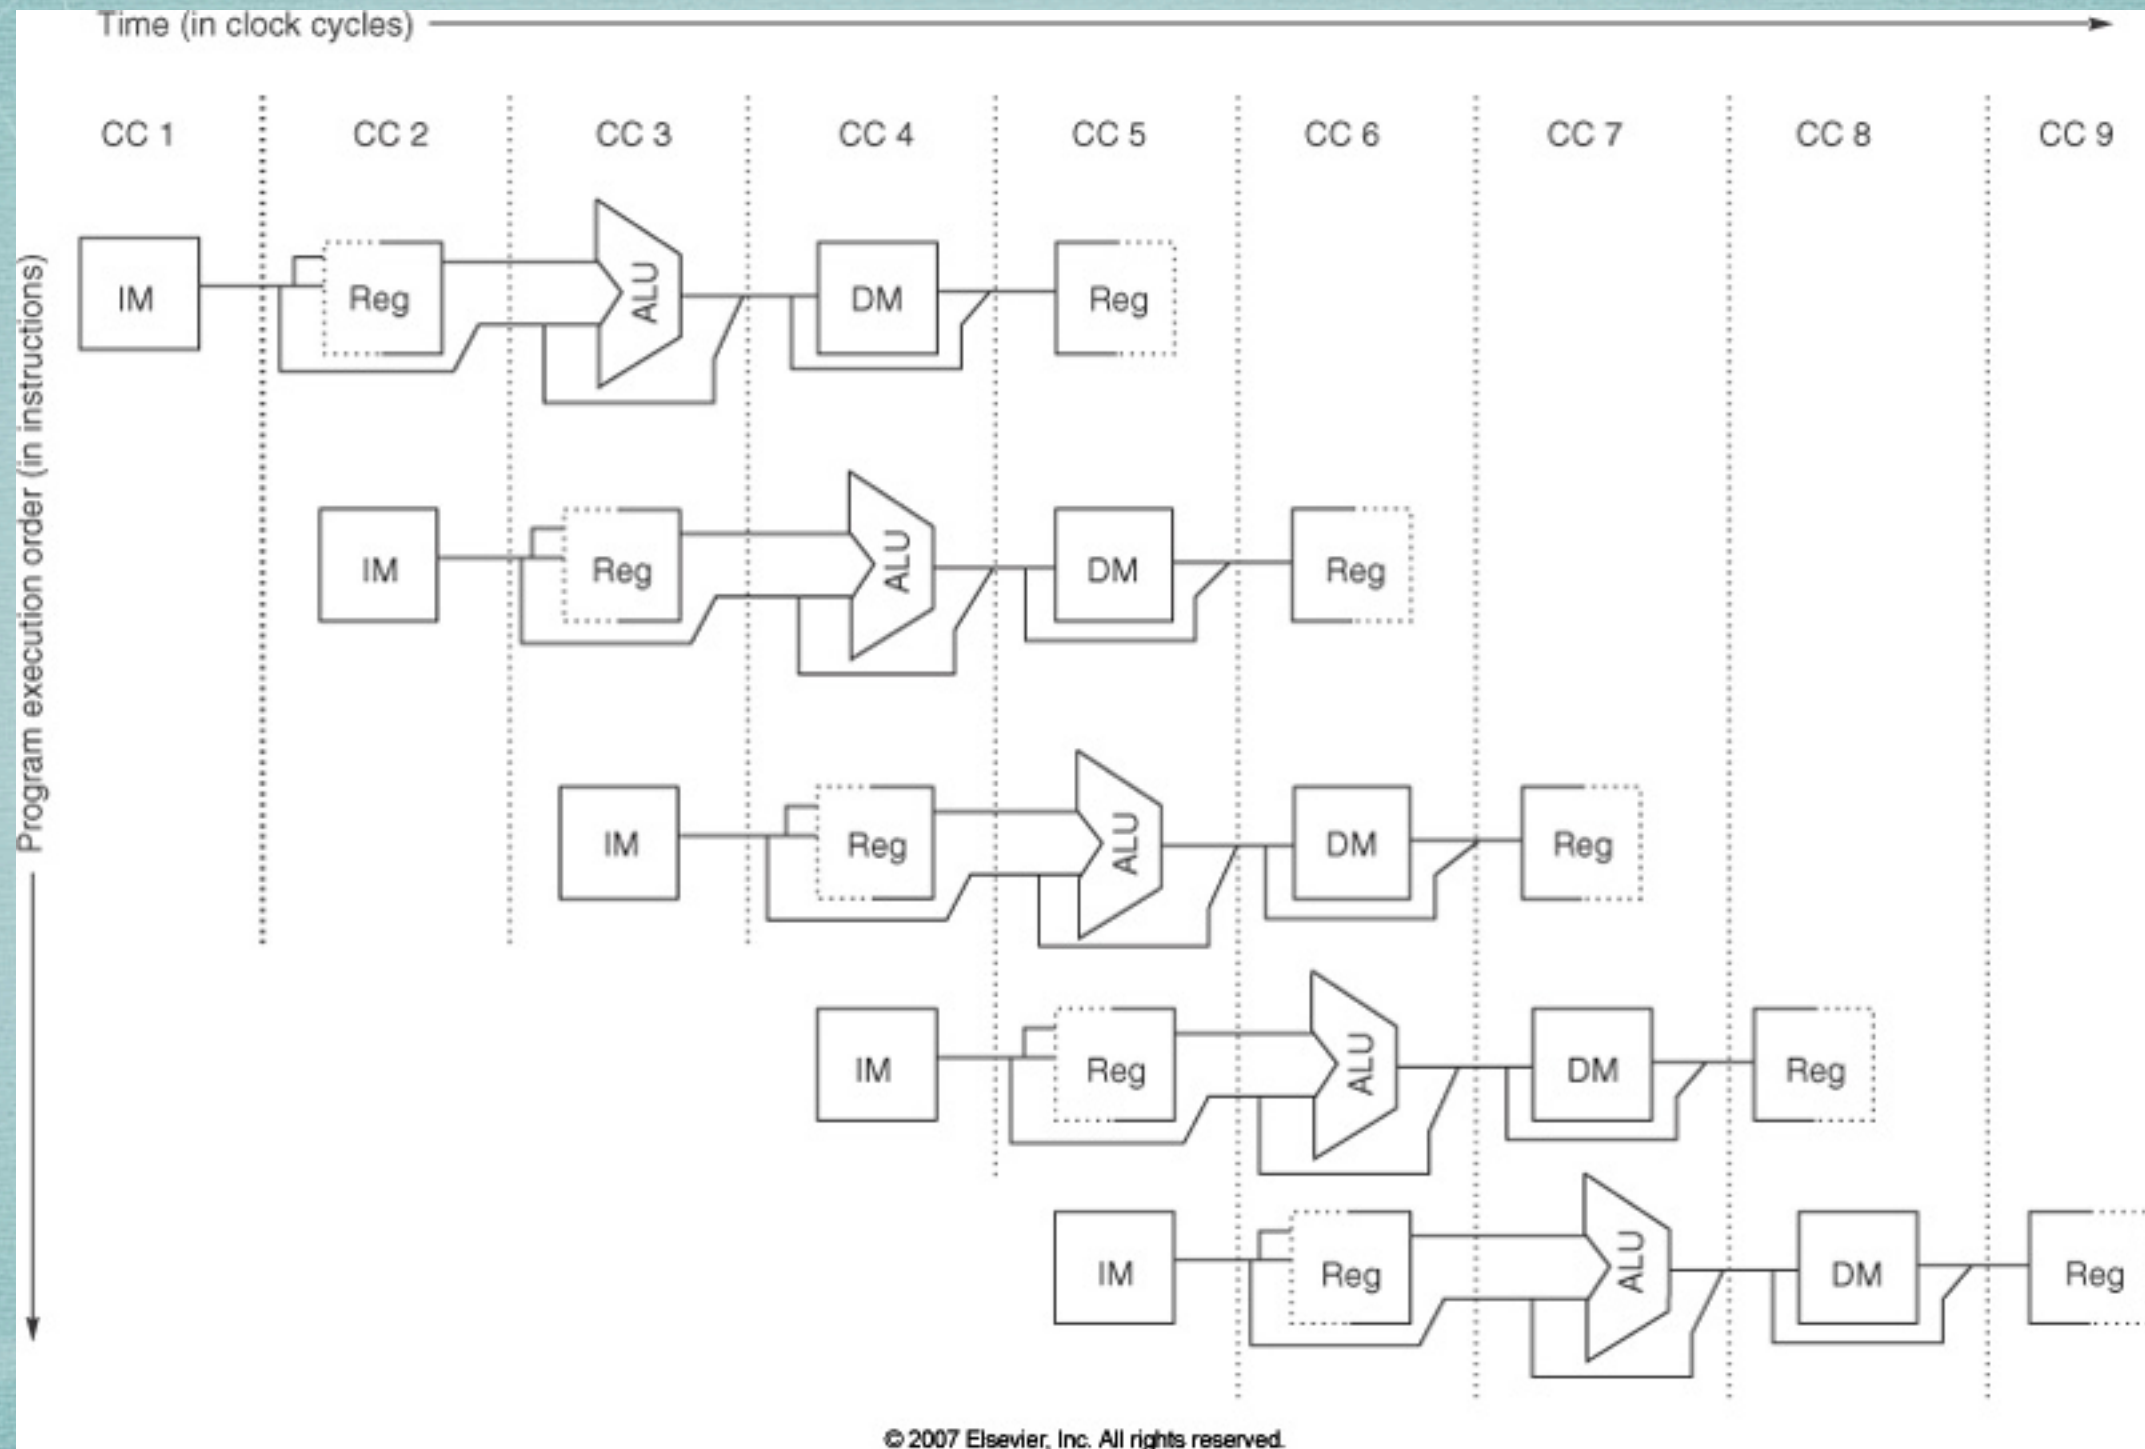 Time (in clock cycles)
CC 1 CC 2 CC 3 CC 4 CC 5 CC 6 CC 7 CC 8 CC 9
Program execution order (in instructions)
IM Reg ALU DM Reg
IM Reg ALU DM Reg
IM Reg ALU DM Reg
IM Reg ALU DM Reg
IM Reg ALU DM Reg
© 2007 Elsevier, Inc. All rights reserved.